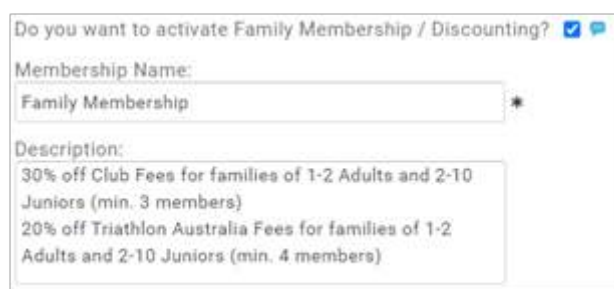 Do you want to activate Family Membership / Discounting?
Membership Name:
Family Membership *
Description:
30% off Club Fees for families of 1-2 Adults and 2-10
Juniors (min. 3 members)
20% off Triathlon Australia Fees for families of 1-2
Adults and 2-10 Juniors (min. 4 members)